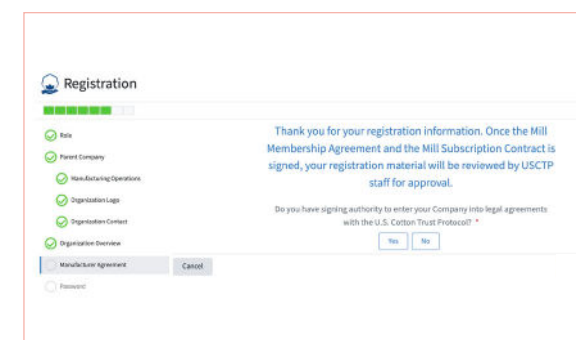 Registration
Role
Parent Company
Manufacturing Operations
Organization Logo
Organization Contact
Organization Overview
Manufacturer Agreement
Password
Cancel
Thank you for your registration information. Once the Mill
Membership Agreement and the Mill Subscription Contract is
signed, your registration material will be reviewed by USCTP
staff for approval.
Do you have signing authority to enter your Company into legal agreements
with the U.S. Cotton Trust Protocol? *
Yes
No